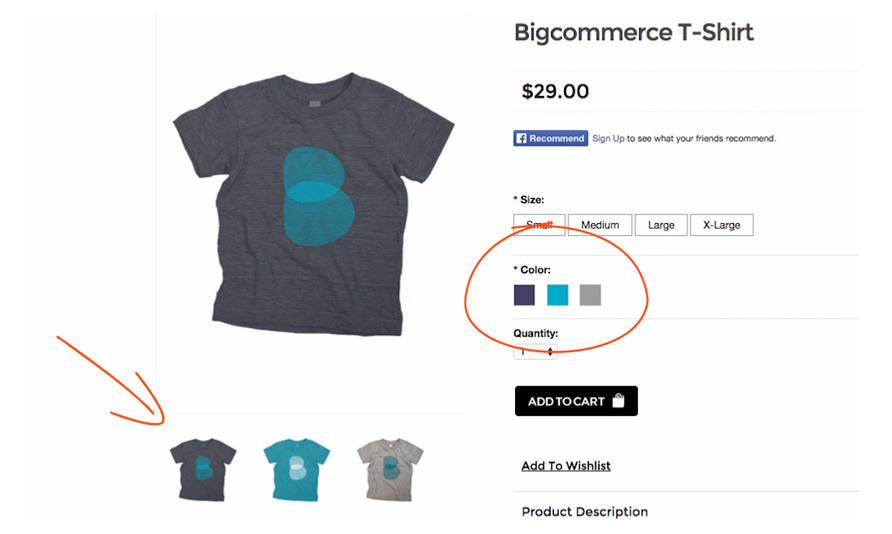 Bigcommerce T-Shirt
$29.00
Recommend Sign Up to see what your friends recommend.
* Size:
Small Medium Large X-Large
* Color:
Quantity:
1
ADD TO CART
Add To Wishlist
Product Description